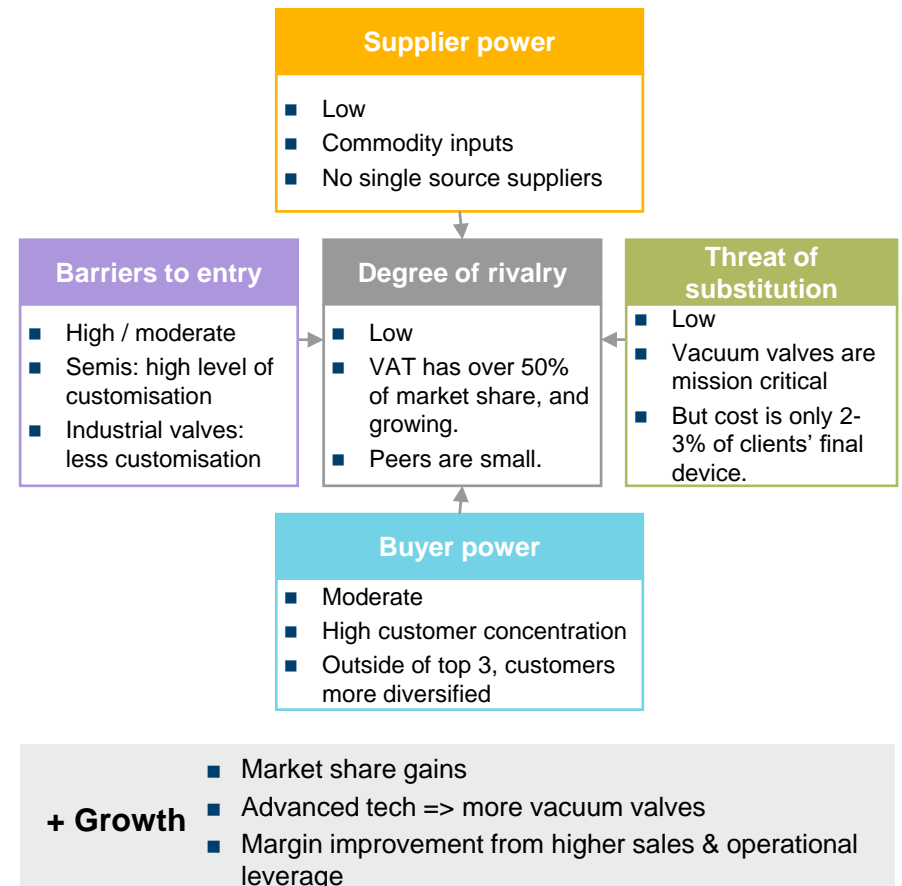 Supplier power
■ Low
■ Commodity inputs
■ No single source suppliers
Barriers to entry
■ High / moderate
■ Semis: high level of
customisation
■ Industrial valves:
less customisation
Degree of rivalry
■ Low
■ VAT has over 50%
of market share, and
growing.
■ Peers are small.
Threat of
substitution
■ Low
■ Vacuum valves are
mission critical
■ But cost is only 2-
3% of clients’ final
device.
Buyer power
■ Moderate
■ High customer concentration
■ Outside of top 3, customers
more diversified
+ Growth
■ Market share gains
■ Advanced tech => more vacuum valves
■ Margin improvement from higher sales & operational
leverage